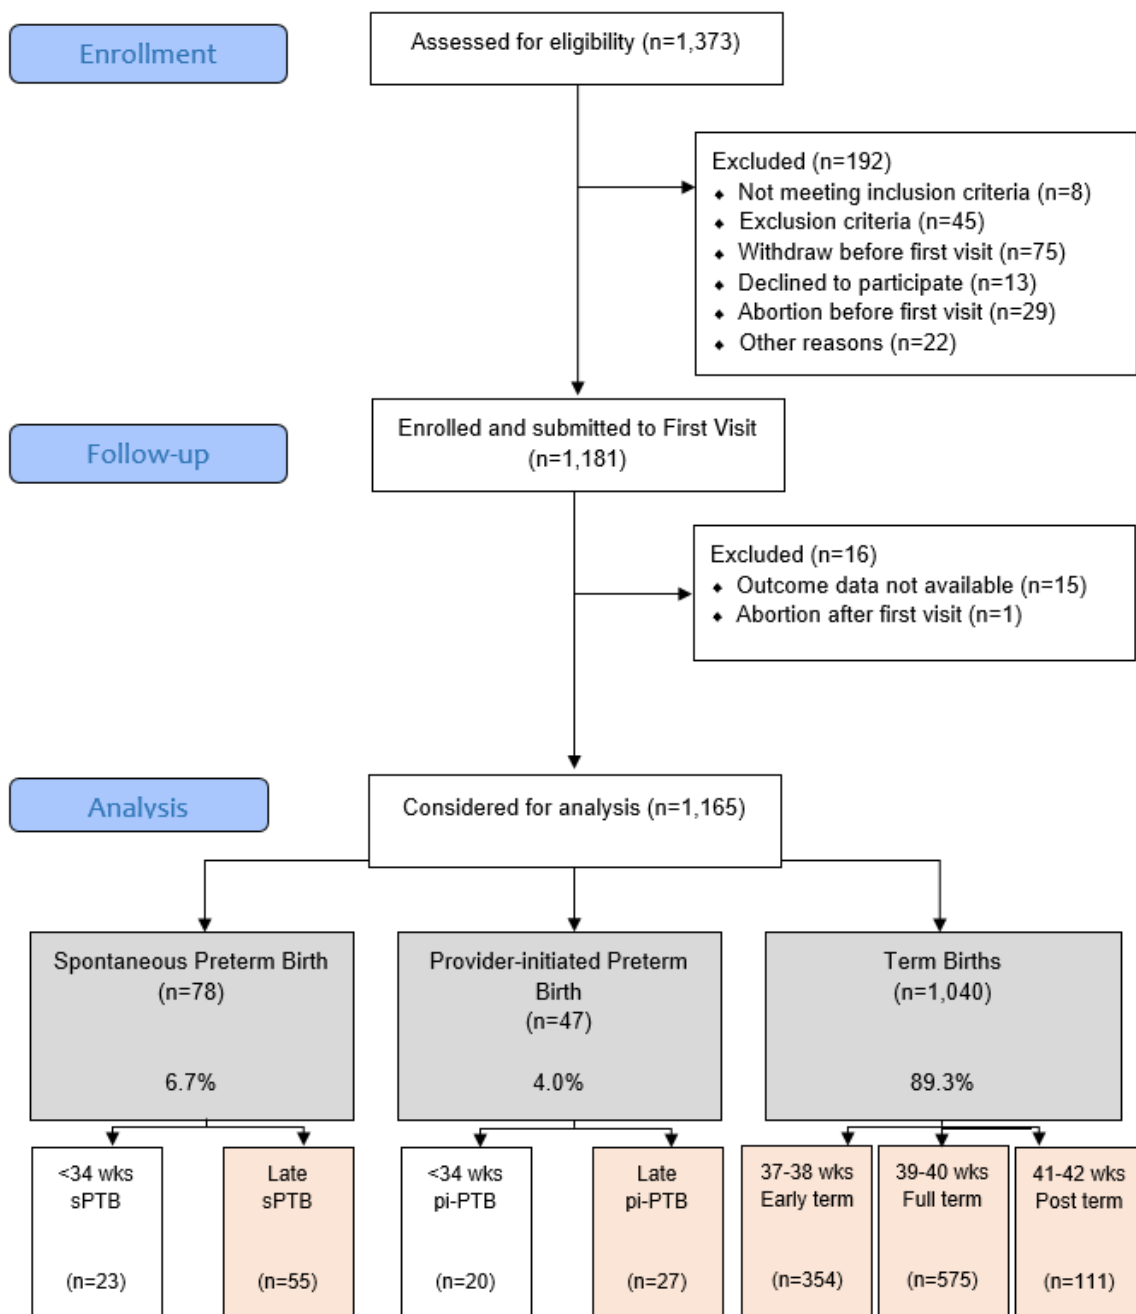 Enrollment
Assessed for eligibility (n=1,373)
Excluded (n=192)
⬥ Not meeting inclusion criteria (n=8)
⬥ Exclusion criteria (n=45)
⬥ Withdraw before first visit (n=75)
⬥ Declined to participate (n=13)
⬥ Abortion before first visit (n=29)
⬥ Other reasons (n=22)
Follow-up
Enrolled and submitted to First Visit
(n=1,181)
Excluded (n=16)
⬥ Outcome data not available (n=15)
⬥ Abortion after first visit (n=1)
Analysis
Considered for analysis (n=1,165)
Spontaneous Preterm Birth
(n=78)
6.7%
Provider-initiated Preterm
Birth
(n=47)
4.0%
Term Births
(n=1,040)
89.3%
<34 wks
sPTB
(n=23)
Late
sPTB
(n=55)
<34 wks
pi-PTB
(n=20)
Late
pi-PTB
(n=27)
37-38 wks
Early term
(n=354)
39-40 wks
Full term
(n=575)
41-42 wks
Post term
(n=111)